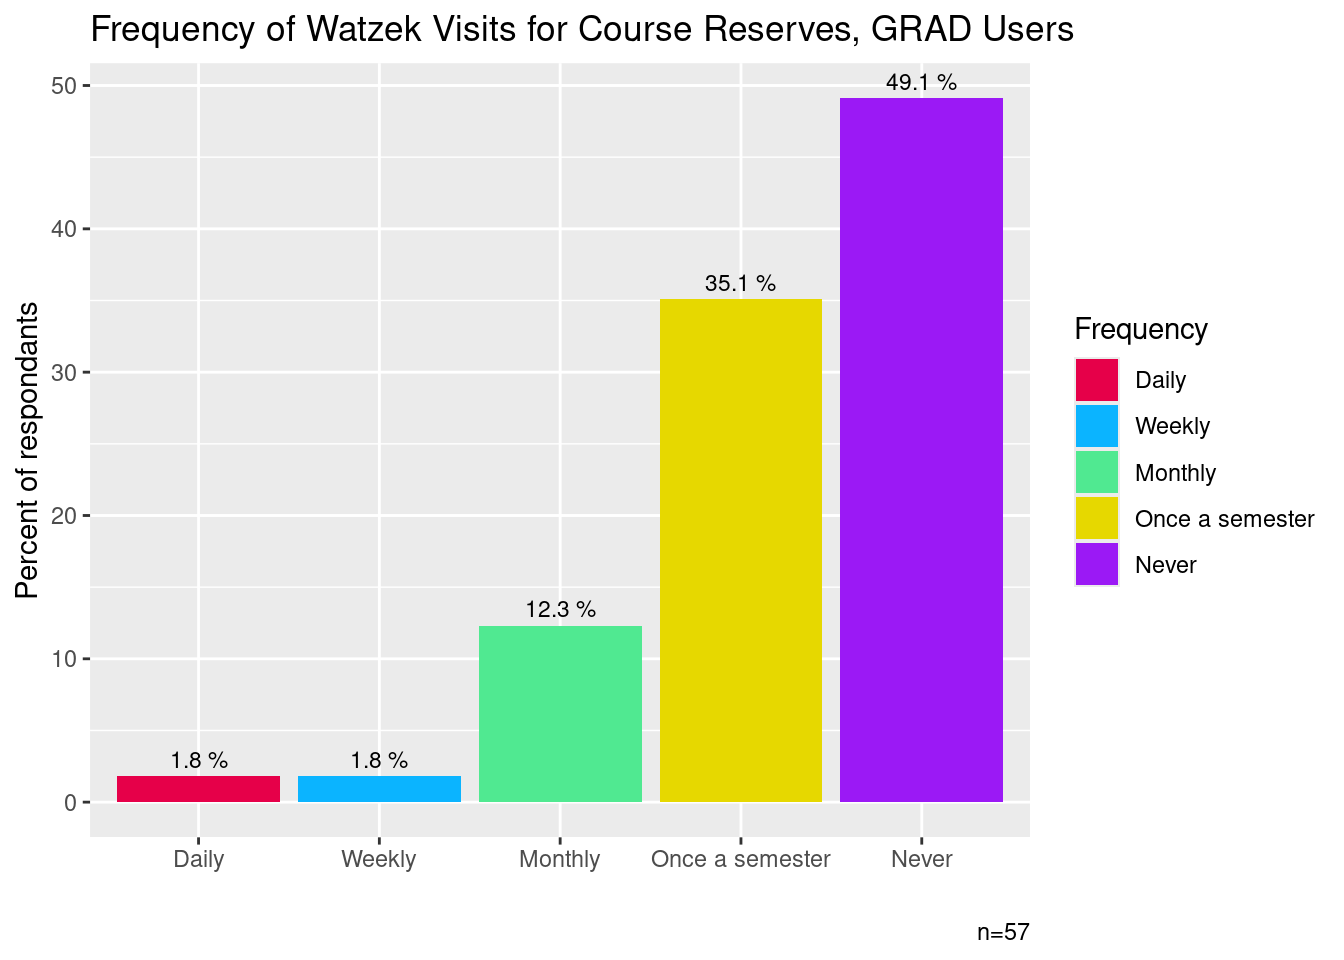 Frequency of Watzek Visits for Course Reserves, GRAD Users
Percent of respondants
50
40
30
20
10
0
1.8 %
1.8 %
12.3 %
35.1 %
49.1 %
Daily
Weekly
Monthly
Once a semester
Never
Frequency
Daily
Weekly
Monthly
Once a semester
Never
n=57